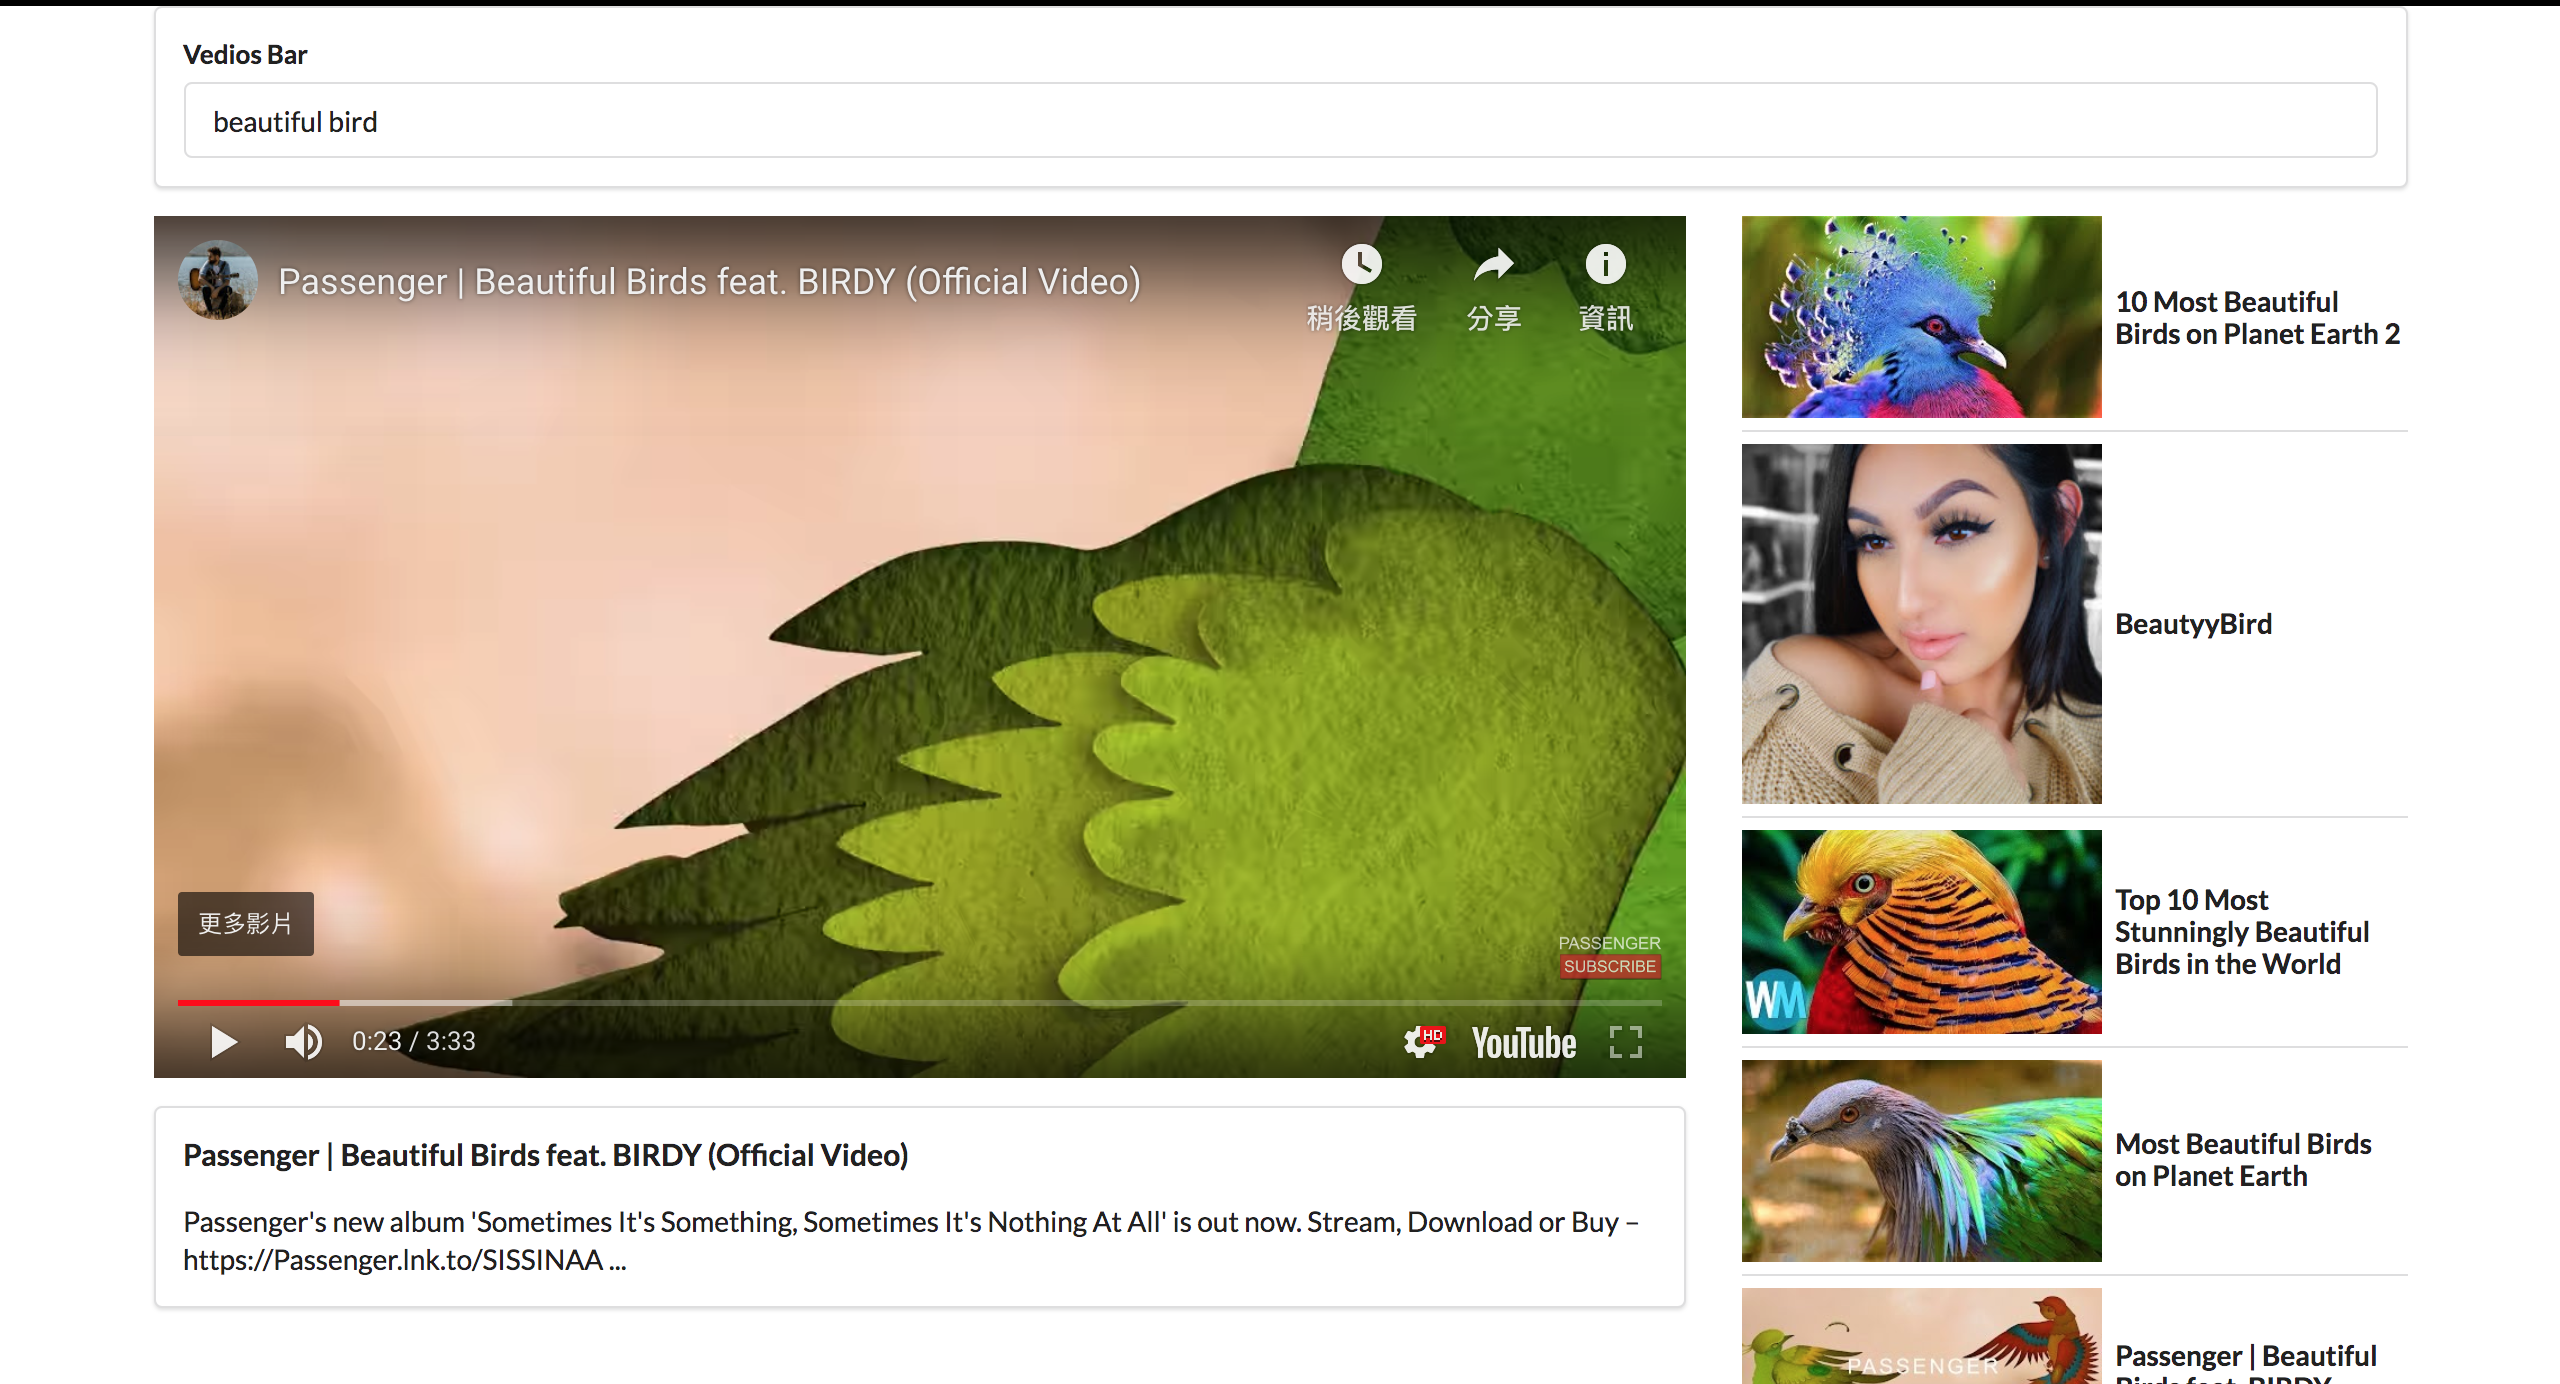 Vedios Bar
beautiful bird
Passenger | Beautiful Birds feat. BIRDY (Official Video)
稍後觀看
分享
資訊
更多影片
PASSENGER
SUBSCRIBE
0:23 / 3:33
HD
YouTube
Passenger | Beautiful Birds feat. BIRDY (Official Video)
Passenger's new album 'Sometimes It's Something, Sometimes It's Nothing At All' is out now. Stream, Download or Buy –
https://Passenger.lnk.to/SISSINAA ...
10 Most Beautiful
Birds on Planet Earth 2
BeautyyBird
WM
Top 10 Most
Stunningly Beautiful
Birds in the World
Most Beautiful Birds
on Planet Earth
PASSENGER
Passenger | Beautiful
Birds feat. BIRDY